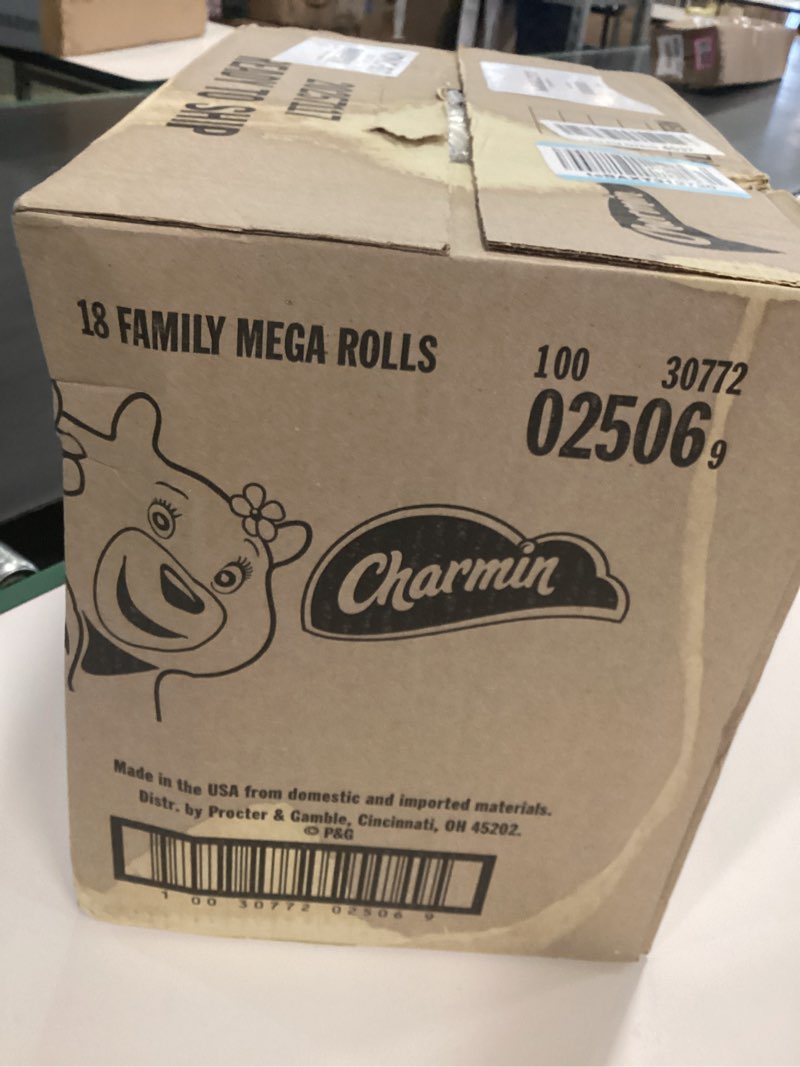 READY TO
SHIP
Charmin
18 FAMILY MEGA ROLLS
100 30772
02506 9
Charmin
Made in the USA from domestic and imported materials.
Distr. by Procter & Gamble, Cincinnati, OH 45202.
© P&G
1 00 30772 02506 9